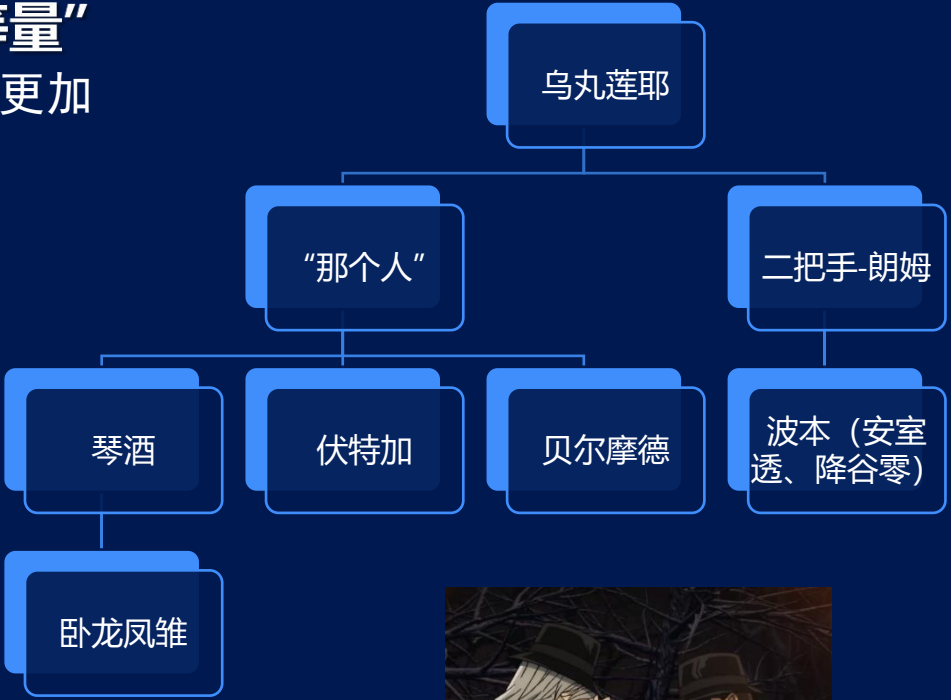 量”
更加
乌丸莲耶
“那个人”
二把手-朗姆
琴酒
伏特加
贝尔摩德
波本（安室
透、降谷零）
卧龙凤雏